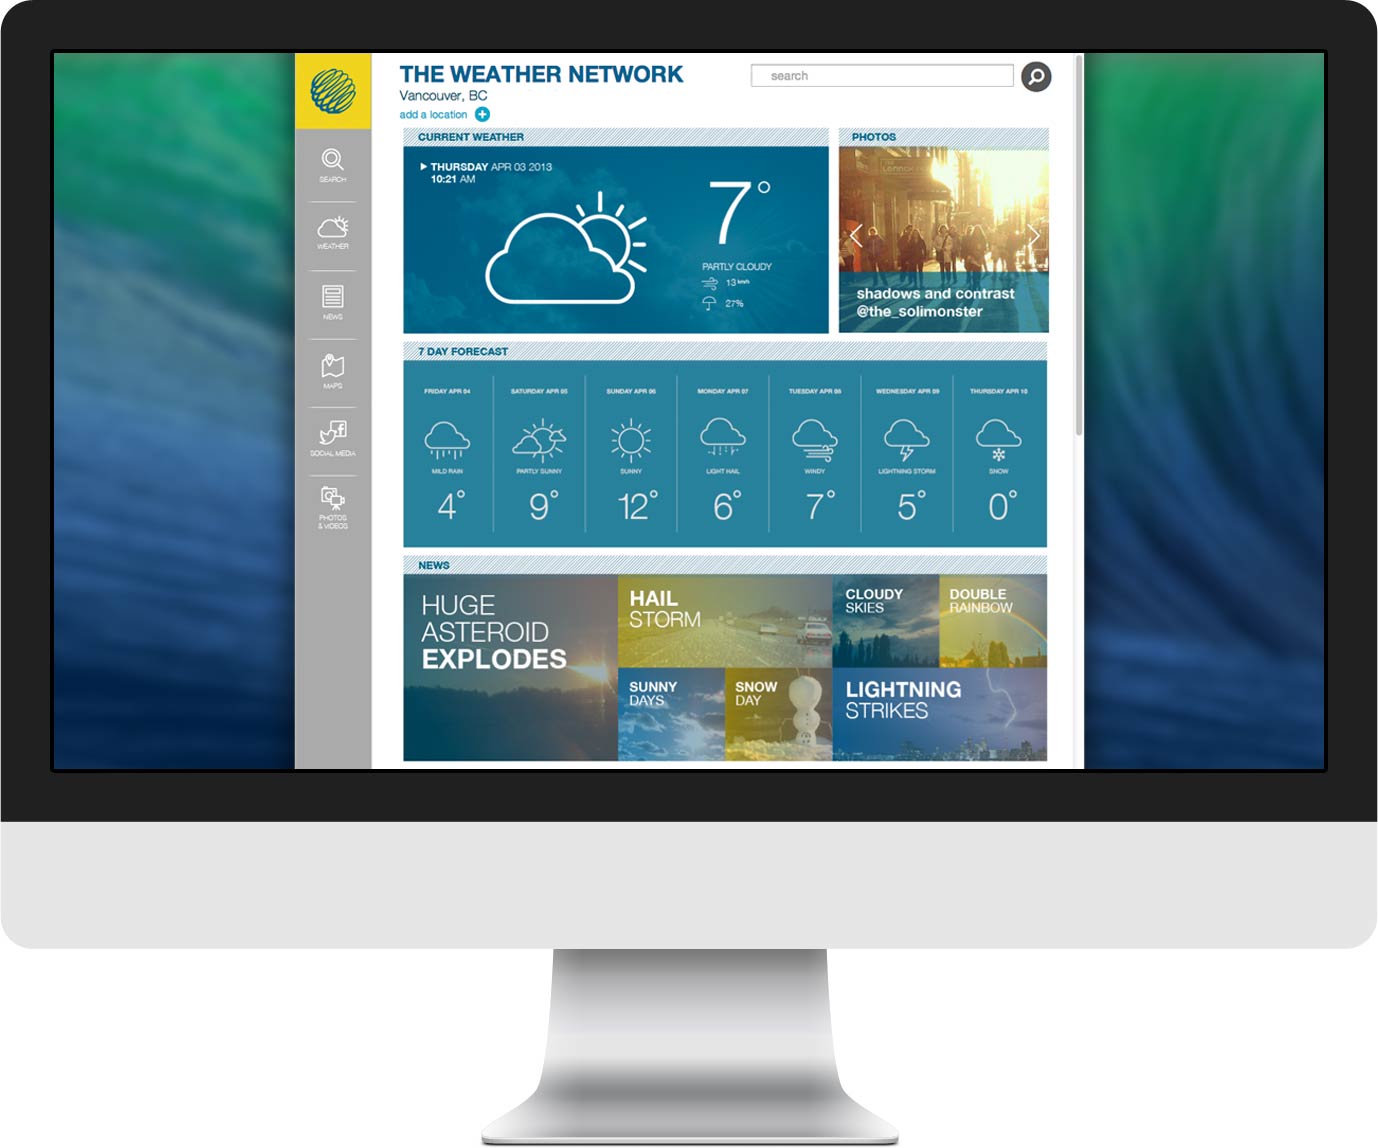 THE WEATHER NETWORK
Vancouver, BC
add a location
search
SEARCH
WEATHER
NEWS
MAPS
SOCIAL MEDIA
PHOTOS
& VIDEOS
CURRENT WEATHER
THURSDAY APR 03 2013
10:21 AM
7°
PARTLY CLOUDY
13 km/h
27%
PHOTOS
shadows and contrast
@the_solimonster
7 DAY FORECAST
FRIDAY APR 04
MILD RAIN
4°
SATURDAY APR 05
PARTLY SUNNY
9°
SUNDAY APR 06
SUNNY
12°
MONDAY APR 07
LIGHT HAIL
6°
TUESDAY APR 08
WINDY
7°
WEDNESDAY APR 09
LIGHTNING STORM
5°
THURSDAY APR 10
SNOW
0°
NEWS
HUGE
ASTEROID
EXPLODES
HAIL
STORM
CLOUDY
SKIES
DOUBLE
RAINBOW
SUNNY
DAYS
SNOW
DAY
LIGHTNING
STRIKES